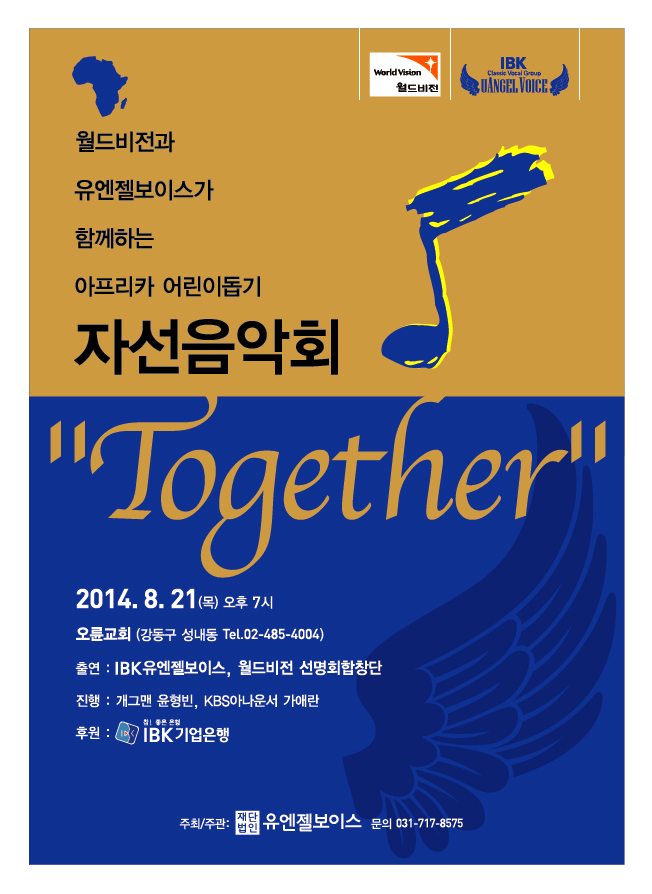 World Vision
월드비전
IBK
Classic Vocal Group
UANGEL VOICE
월드비전과
유엔젤보이스가
함께하는
아프리카 어린이돕기
자선음악회
"Together"
2014. 8. 21(목) 오후 7시
오륜교회 (강동구 성내동 Tel.02-485-4004)
출연 : IBK유엔젤보이스, 월드비전 선명회합창단
진행 : 개그맨 윤형빈, KBS아나운서 가애란
참! 좋은 은행
후원 : IBK기업은행
주최/주관: 재단법인 유엔젤보이스 문의 031-717-8575